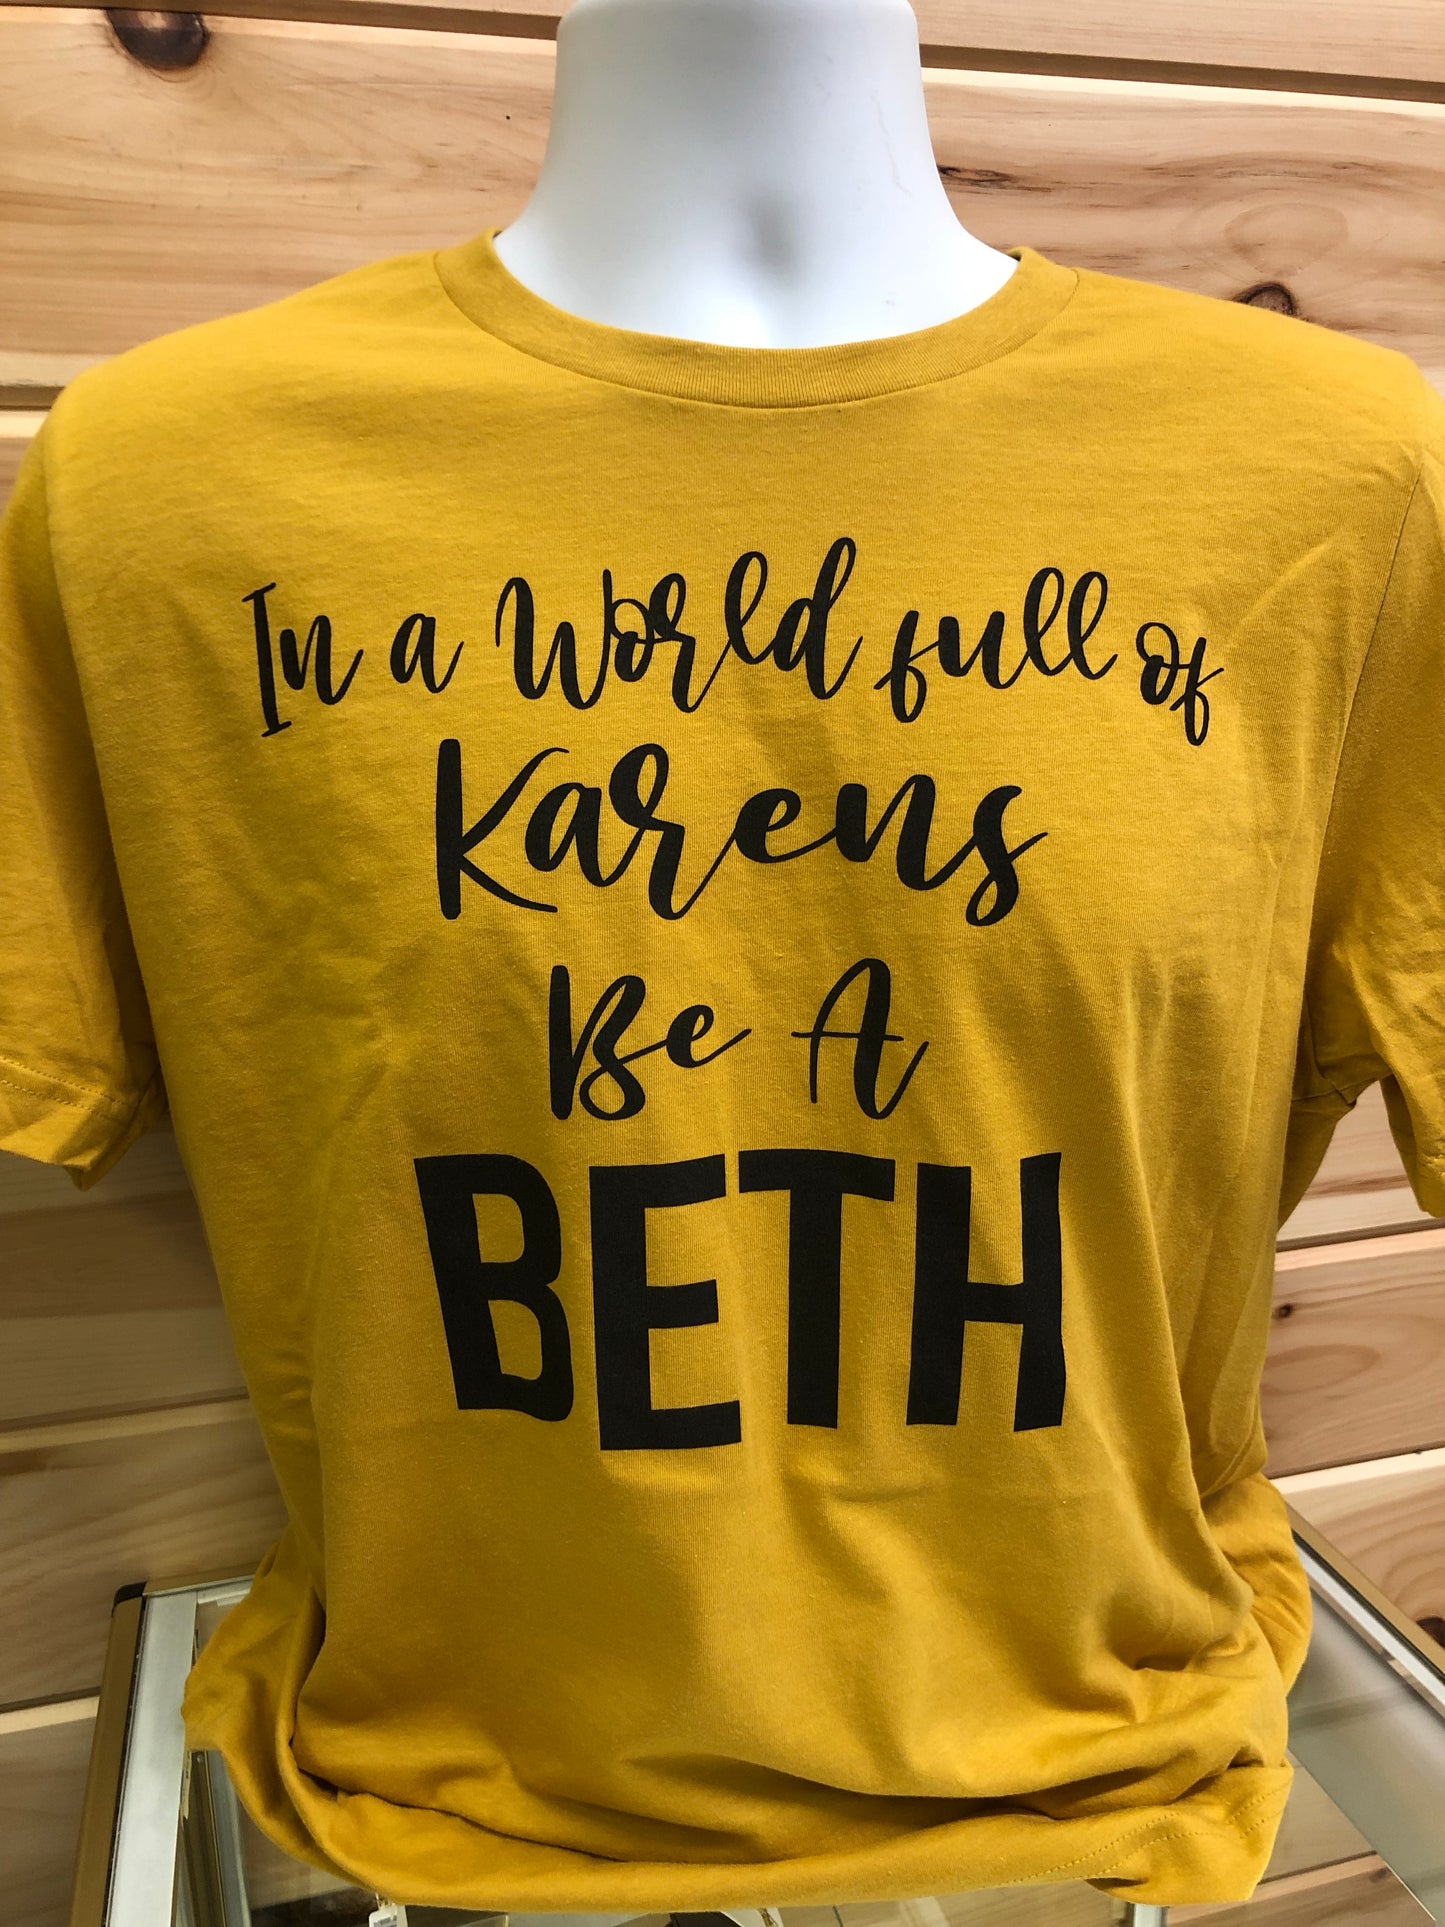 In a World full of
Karens
Be A
BETH